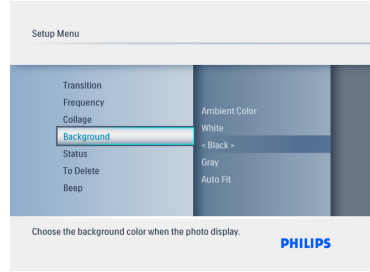 Setup Menu
Transition
Frequency
Collage
Background
Status
To Delete
Beep
Ambient Color
White
< Black >
Gray
Auto Fit
Choose the background color when the photo display.
PHILIPS